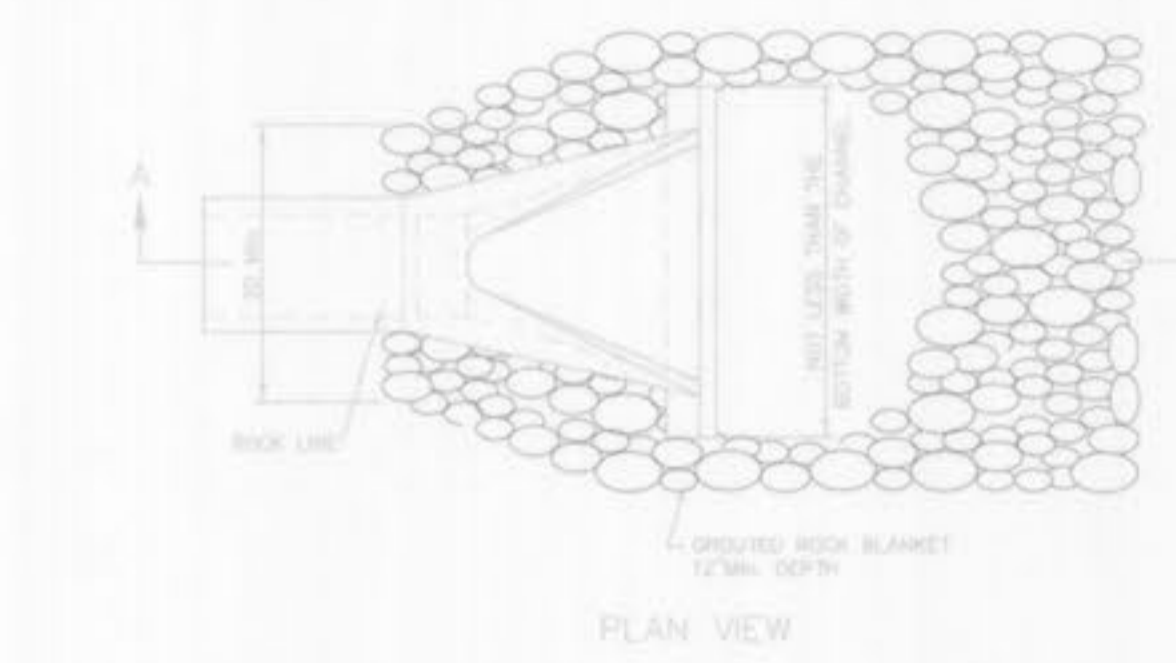 A
NOT LESS THAN THE
BOTTOM WIDTH OF CHANNEL
ROCK LINE
GROUTED ROCK BLANKET
12" MIN. DEPTH
PLAN VIEW